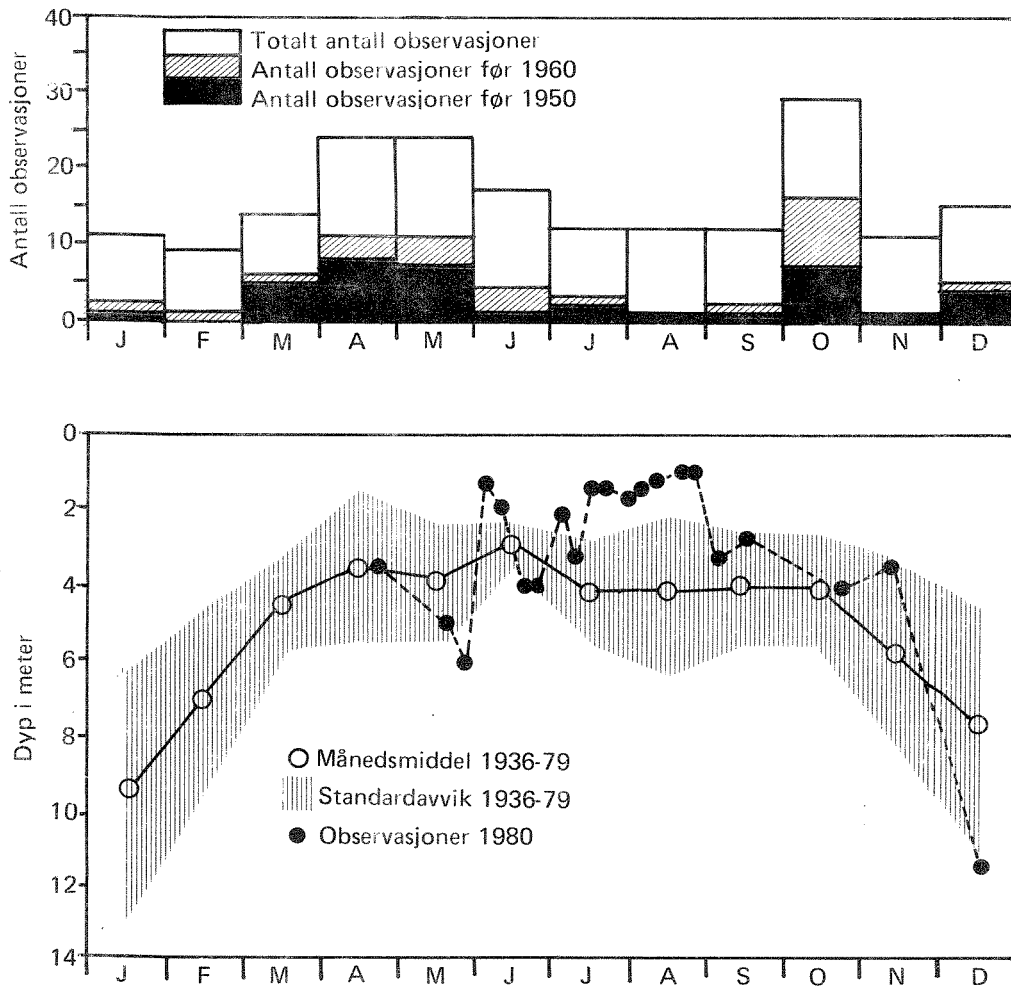 Antall observasjoner
40
30
20
10
0
Totalt antall observasjoner
Antall observasjoner før 1960
Antall observasjoner før 1950
J F M A M J J A S O N D
Dyp i meter
0
2
4
6
8
10
12
14
Månedsmiddel 1936-79
Standardavvik 1936-79
Observasjoner 1980
J F M A M J J A S O N D